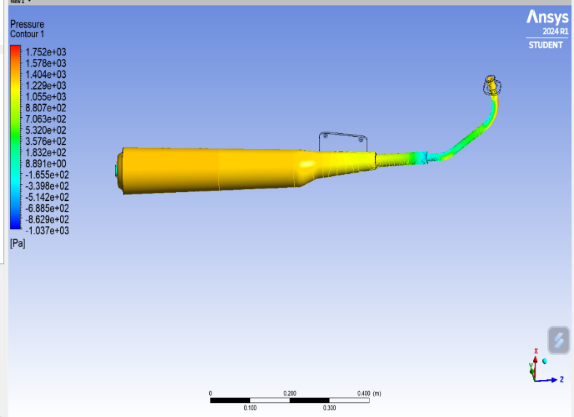 Pressure
Contour 1
1.752e+03
1.578e+03
1.404e+03
1.229e+03
1.055e+03
8.807e+02
7.063e+02
5.320e+02
3.576e+02
1.832e+02
8.891e+00
-1.655e+02
-3.398e+02
-5.142e+02
-6.885e+02
-8.629e+02
-1.037e+03
[Pa]
Ansys
2024 R1
STUDENT
0 0.200 0.400 (m)
0.100 0.300
X
Y
Z